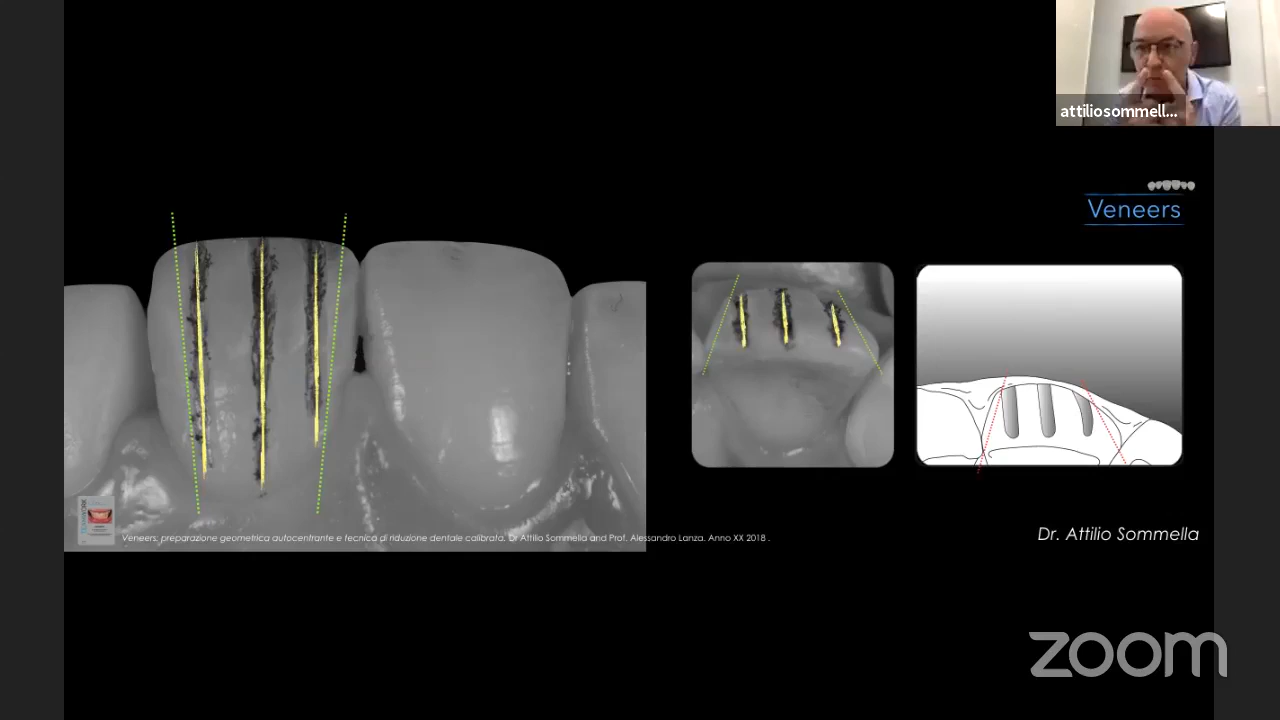 attiliosommell...
Veneers
Veneers: preparazione geometrica autocentrante e tecnica di riduzione dentale calibrata. Dr Attilio Sommella and Prof. Alessandro Lanza. Anno XX 2018 .
Dr. Attilio Sommella
zoom